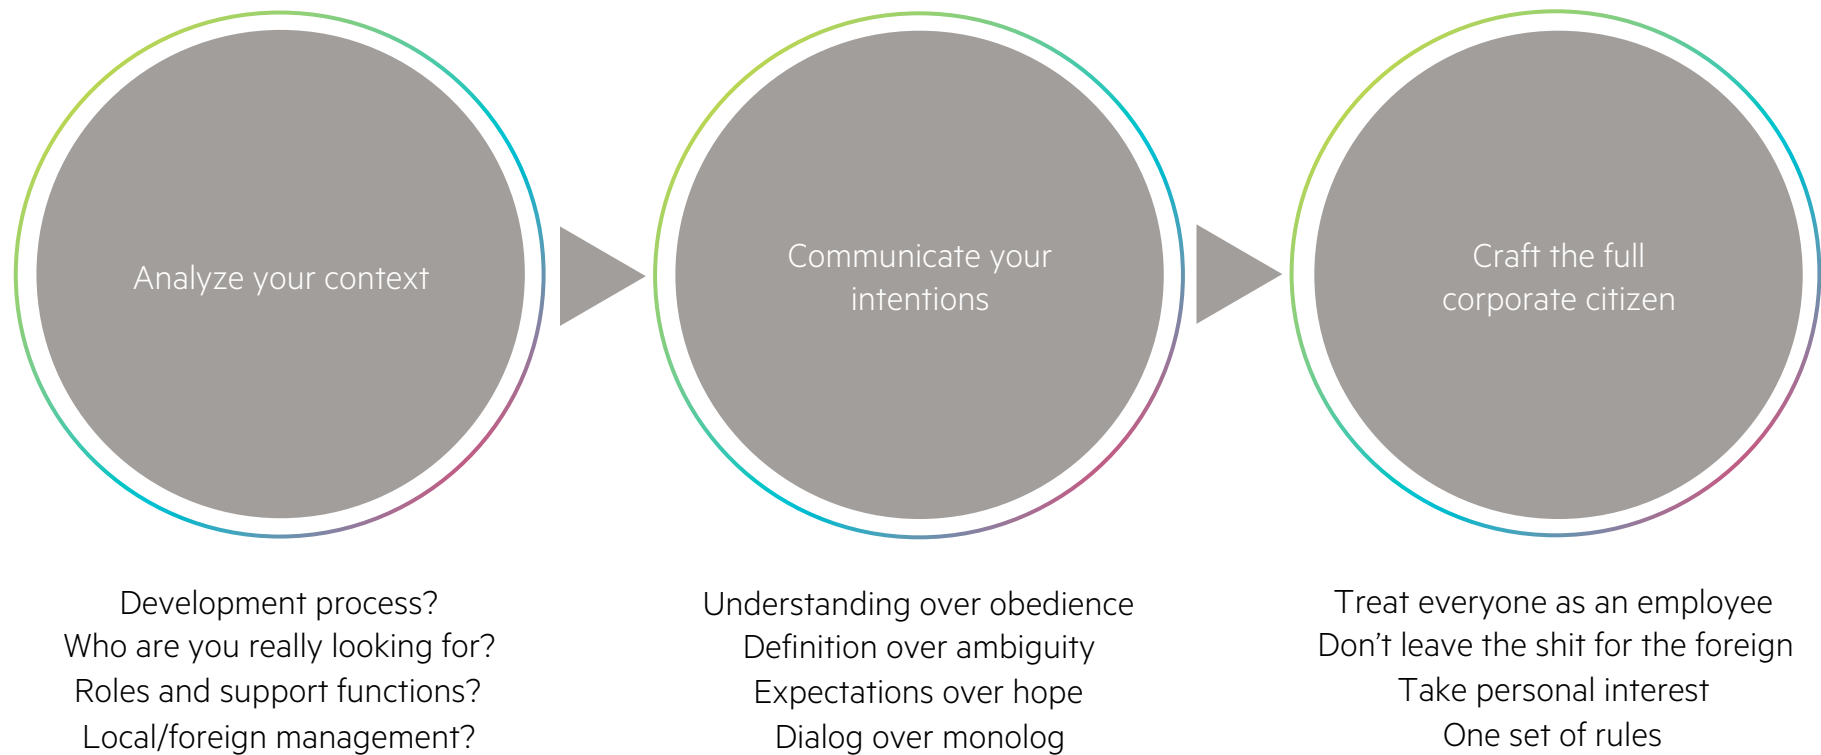 Analyze your context
Communicate your
intentions
Craft the full
corporate citizen
Development process?
Who are you really looking for?
Roles and support functions?
Local/foreign management?
Understanding over obedience
Definition over ambiguity
Expectations over hope
Dialog over monolog
Treat everyone as an employee
Don’t leave the shit for the foreign
Take personal interest
One set of rules